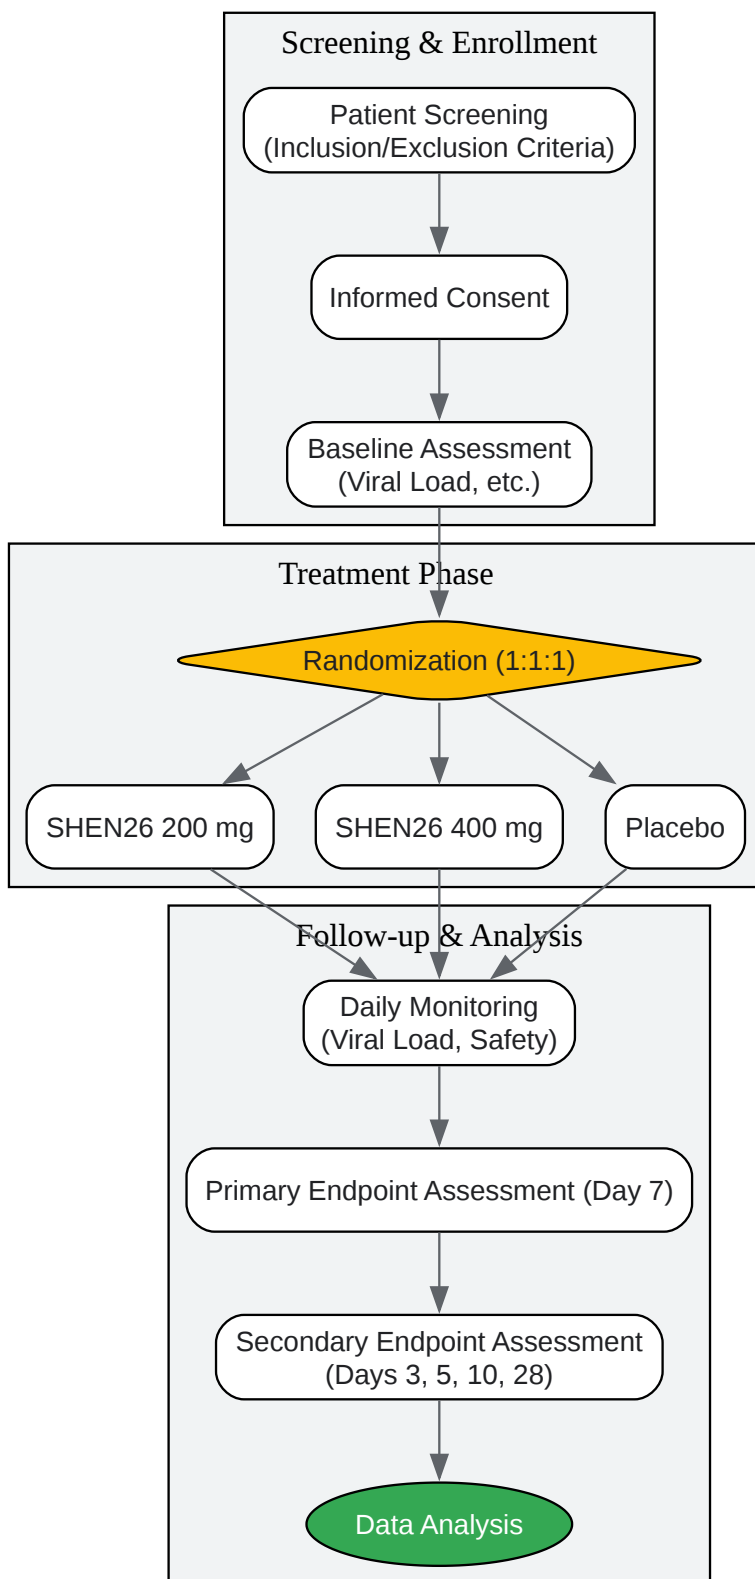 Screening & Enrollment
Patient Screening
(Inclusion/Exclusion Criteria)
Informed Consent
Baseline Assessment
(Viral Load, etc.)
Treatment Phase
Randomization (1:1:1)
SHEN26 200 mg
SHEN26 400 mg
Placebo
Follow-up & Analysis
Daily Monitoring
(Viral Load, Safety)
Primary Endpoint Assessment (Day 7)
Secondary Endpoint Assessment
(Days 3, 5, 10, 28)
Data Analysis